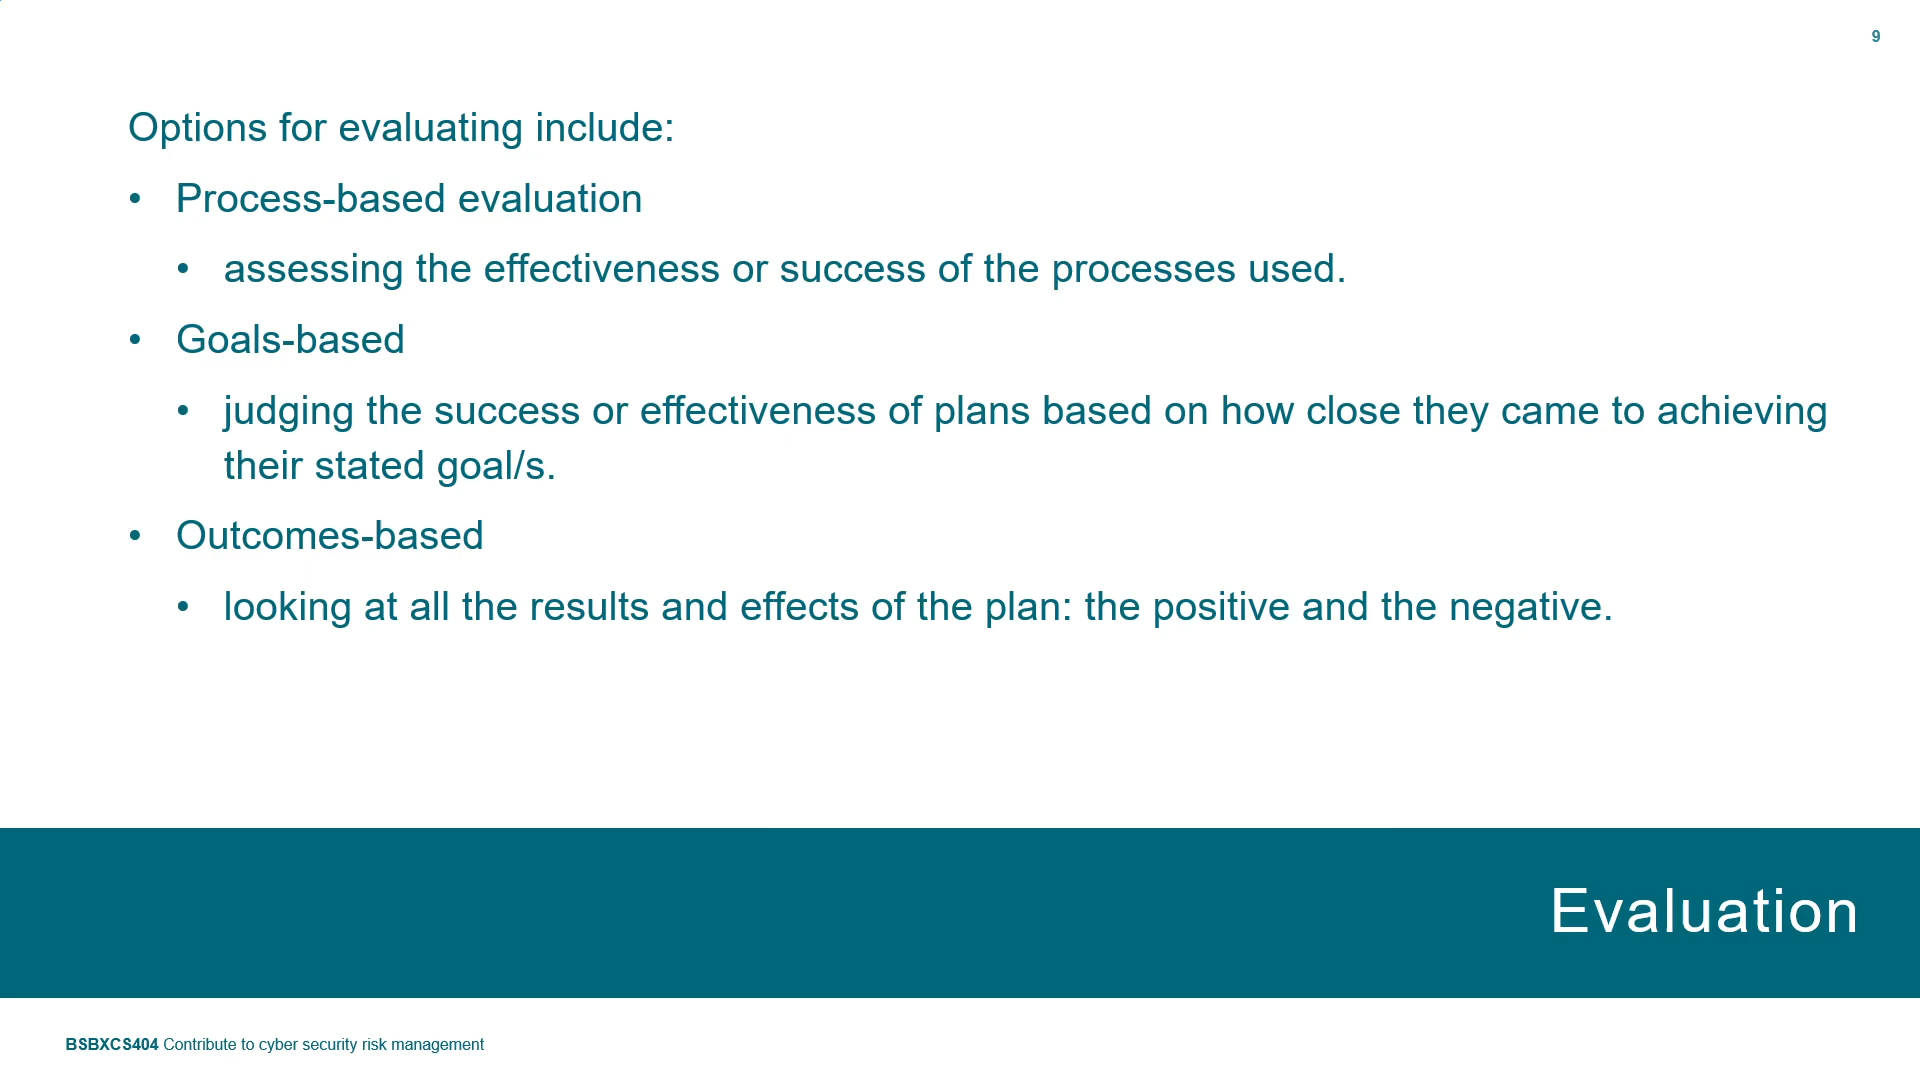 9
Options for evaluating include:
• Process-based evaluation
• assessing the effectiveness or success of the processes used.
• Goals-based
• judging the success or effectiveness of plans based on how close they came to achieving
their stated goal/s.
• Outcomes-based
• looking at all the results and effects of the plan: the positive and the negative.
Evaluation
BSBXCS404 Contribute to cyber security risk management